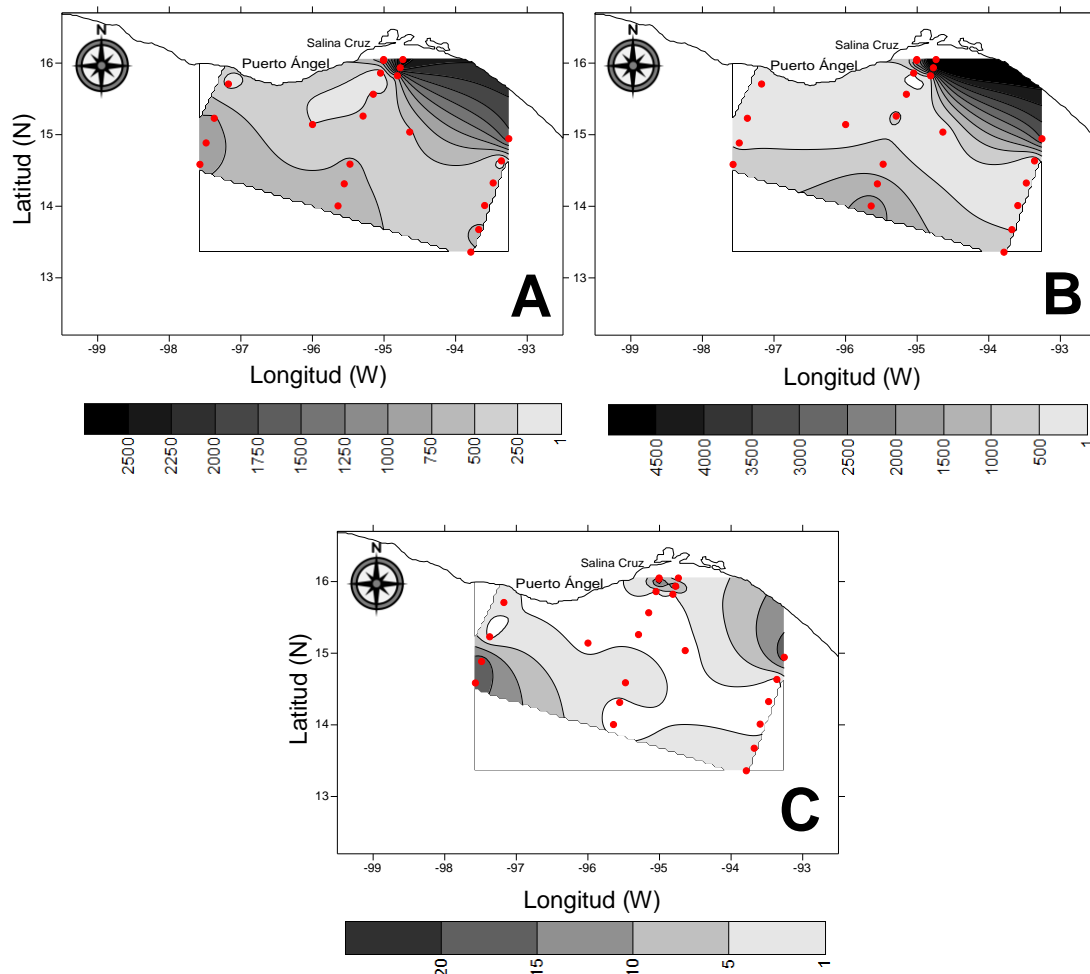 N
Salina Cruz
Puerto Ángel
16
15
14
13
Latitud (N)
A
-99 -98 -97 -96 -95 -94 -93
Longitud (W)
2500 2250 2000 1750 1500 1250 1000 750 500 250 1
N
Salina Cruz
Puerto Ángel
16
15
14
13
Latitud (N)
B
-99 -98 -97 -96 -95 -94 -93
Longitud (W)
4500 4000 3500 3000 2500 2000 1500 1000 500 1
N
Salina Cruz
Puerto Ángel
16
15
14
13
Latitud (N)
C
-99 -98 -97 -96 -95 -94 -93
Longitud (W)
20 15 10 5 1